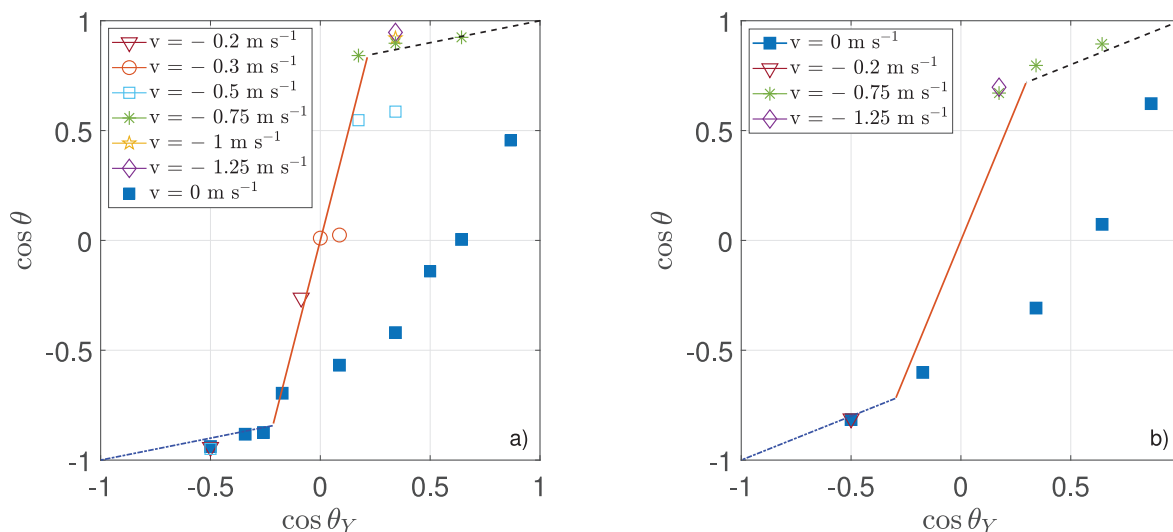 1
0.5
0
-0.5
-1
-1
-0.5
0
0.5
1
cos θ
cos θ_Y
v = − 0.2 m s⁻¹
v = − 0.3 m s⁻¹
v = − 0.5 m s⁻¹
v = − 0.75 m s⁻¹
v = − 1 m s⁻¹
v = − 1.25 m s⁻¹
v = 0 m s⁻¹
a)
1
0.5
0
-0.5
-1
-1
-0.5
0
0.5
cos θ
cos θ_Y
v = 0 m s⁻¹
v = − 0.2 m s⁻¹
v = − 0.75 m s⁻¹
v = − 1.25 m s⁻¹
b)